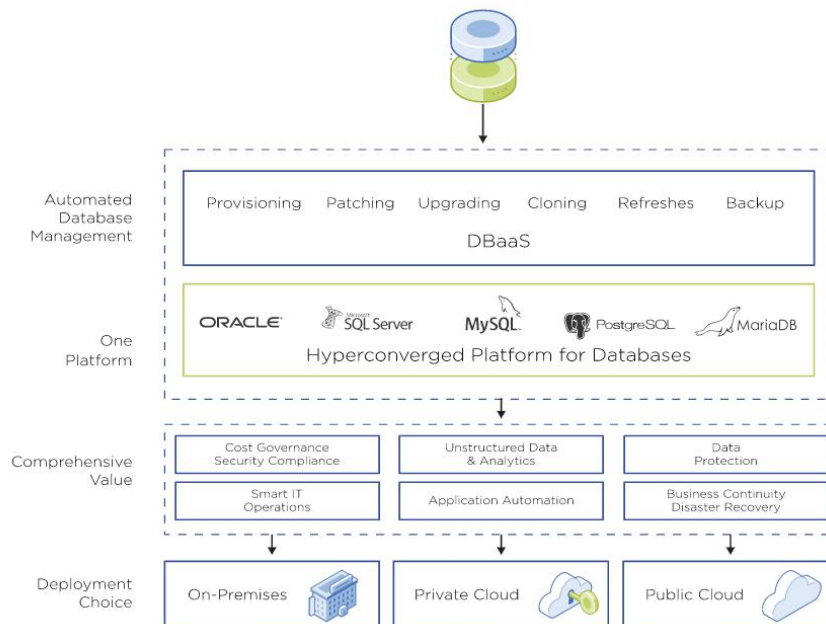 Automated
Database
Management
Provisioning Patching Upgrading Cloning Refreshes Backup
DBaaS
One
Platform
ORACLE® Microsoft® SQL Server MySQL™ PostgreSQL MariaDB
Hyperconverged Platform for Databases
Comprehensive
Value
Cost Governance
Security Compliance
Unstructured Data
& Analytics
Data
Protection
Smart IT
Operations
Application Automation
Business Continuity
Disaster Recovery
Deployment
Choice
On-Premises
Private Cloud
Public Cloud